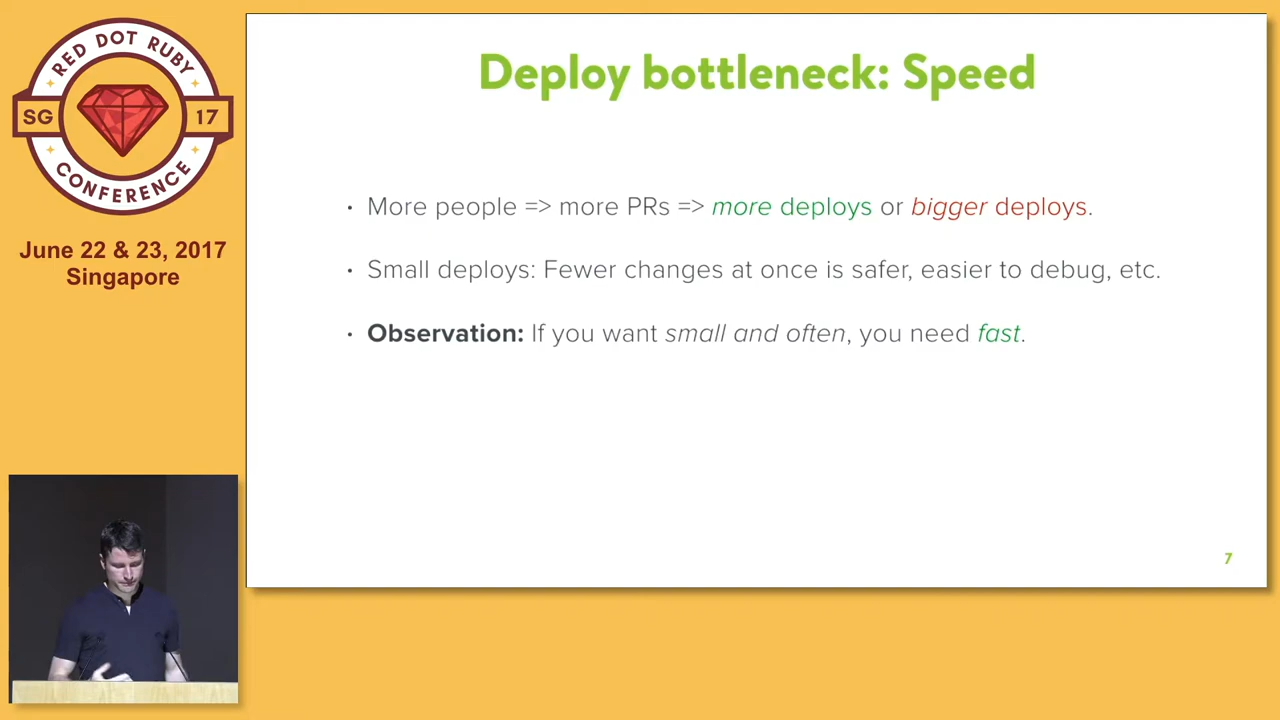 RED DOT RUBY
SG 17
CONFERENCE
June 22 & 23, 2017
Singapore
Deploy bottleneck: Speed
• More people => more PRs => more deploys or bigger deploys.
• Small deploys: Fewer changes at once is safer, easier to debug, etc.
• Observation: If you want small and often, you need fast.
7